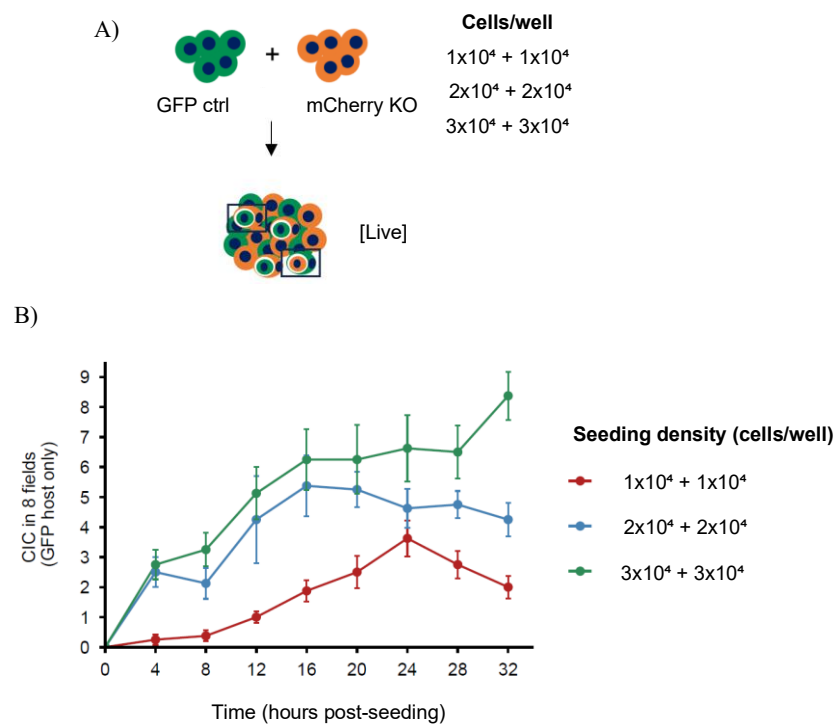 A)
+
GFP ctrl
mCherry KO
Cells/well
1x10⁴ + 1x10⁴
2x10⁴ + 2x10⁴
3x10⁴ + 3x10⁴
[Live]
B)
CIC in 8 fields
(GFP host only)
9
8
7
6
5
4
3
2
1
0
0 4 8 12 16 20 24 28 32
Time (hours post-seeding)
Seeding density (cells/well)
1x10⁴ + 1x10⁴
2x10⁴ + 2x10⁴
3x10⁴ + 3x10⁴